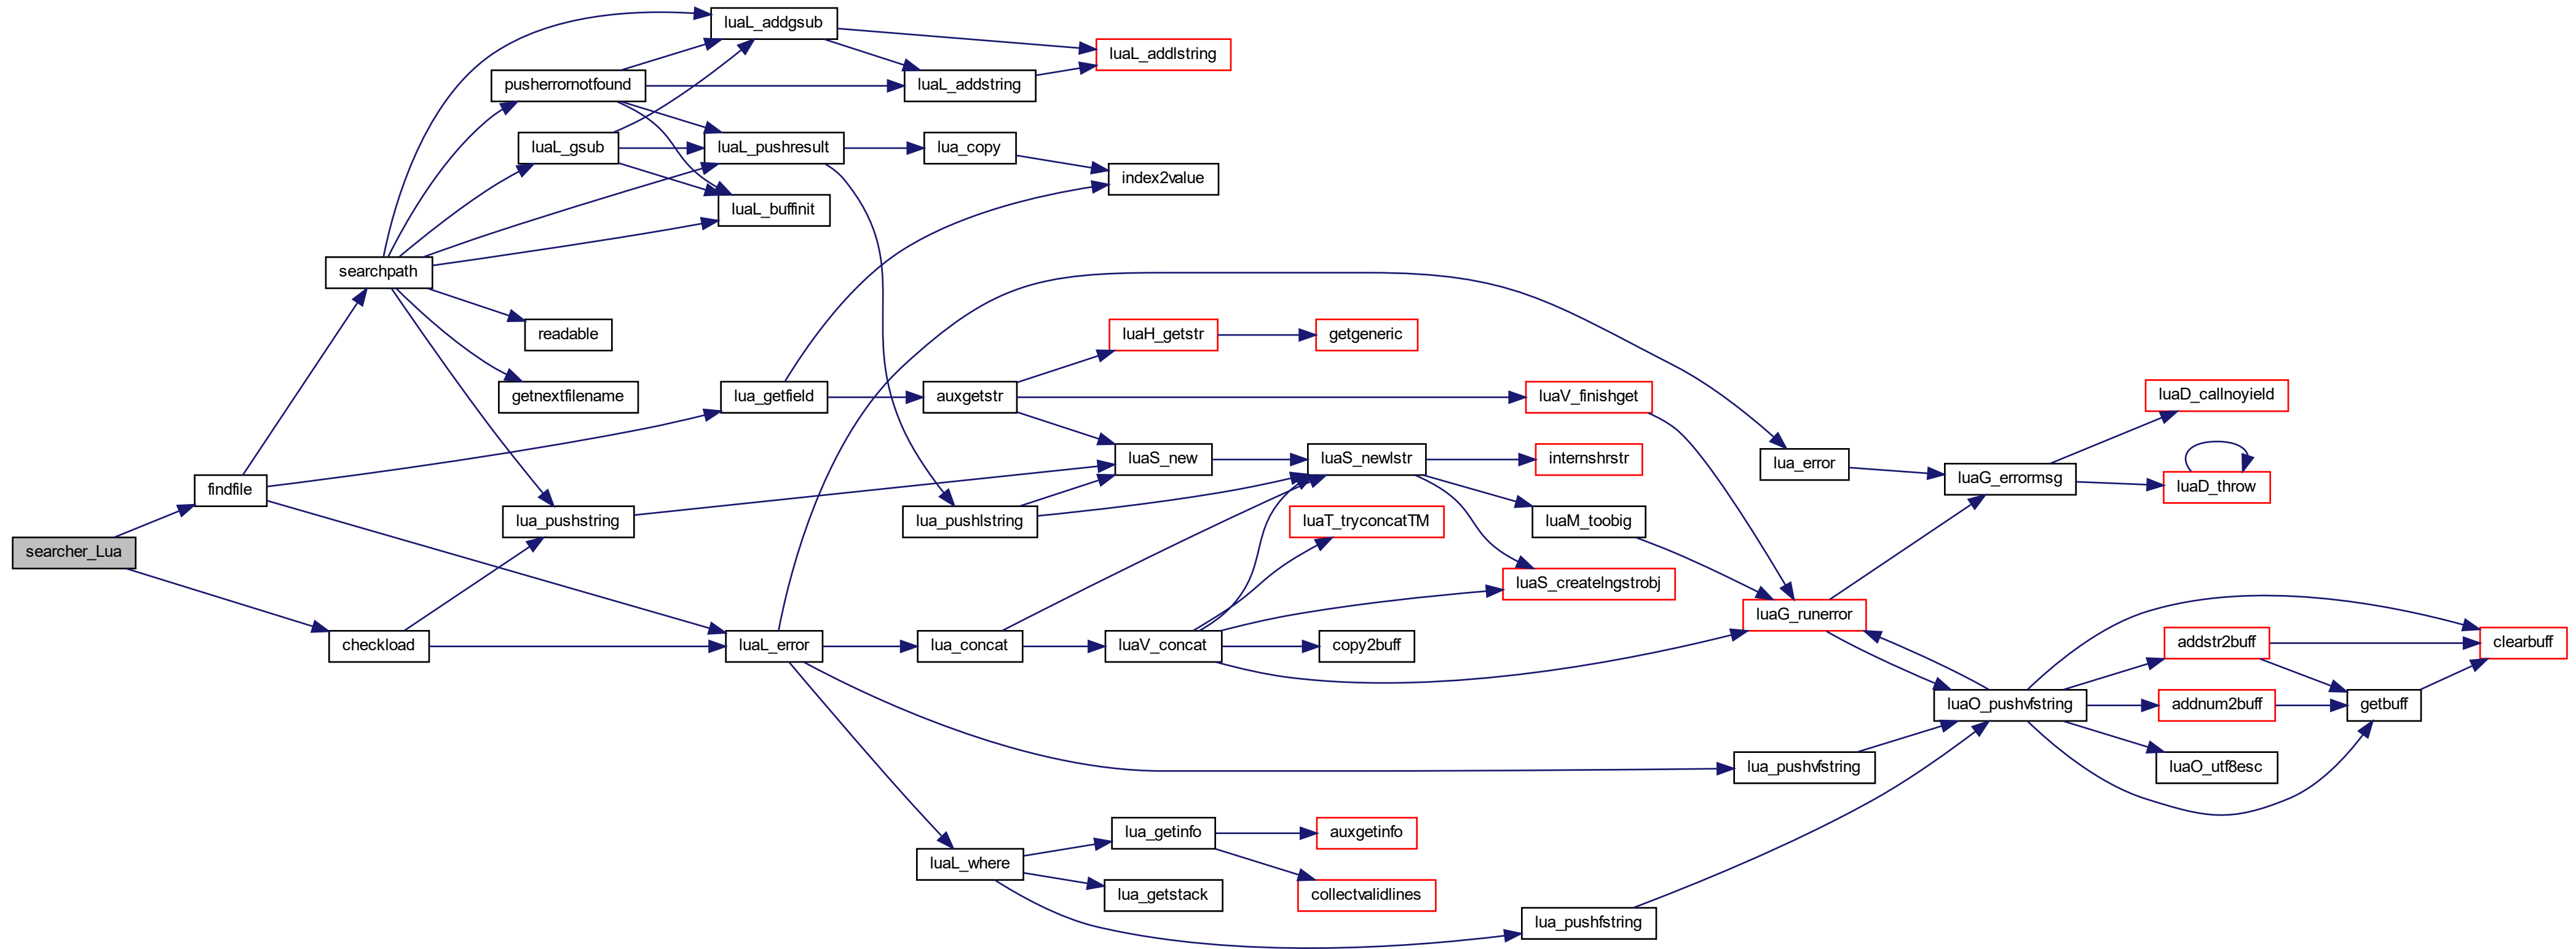 luaL_addgsub
luaL_addlstring
pusherrornotfound
luaL_addstring
luaL_gsub
luaL_pushresult
lua_copy
index2value
luaL_buffinit
searchpath
readable
luaH_getstr
getgeneric
getnextfilename
lua_getfield
auxgetstr
luaV_finishget
luaD_callnoyield
luaS_new
luaS_newlstr
internshrstr
lua_error
luaG_errormsg
luaD_throw
findfile
lua_pushstring
lua_pushlstring
luaT_tryconcatTM
luaM_toobig
searcher_Lua
luaS_createlngstrobj
luaG_runerror
checkload
luaL_error
lua_concat
luaV_concat
copy2buff
addstr2buff
clearbuff
luaO_pushvfstring
addnum2buff
getbuff
lua_pushvfstring
luaO_utf8esc
lua_getinfo
auxgetinfo
luaL_where
lua_getstack
collectvalidlines
lua_pushfstring